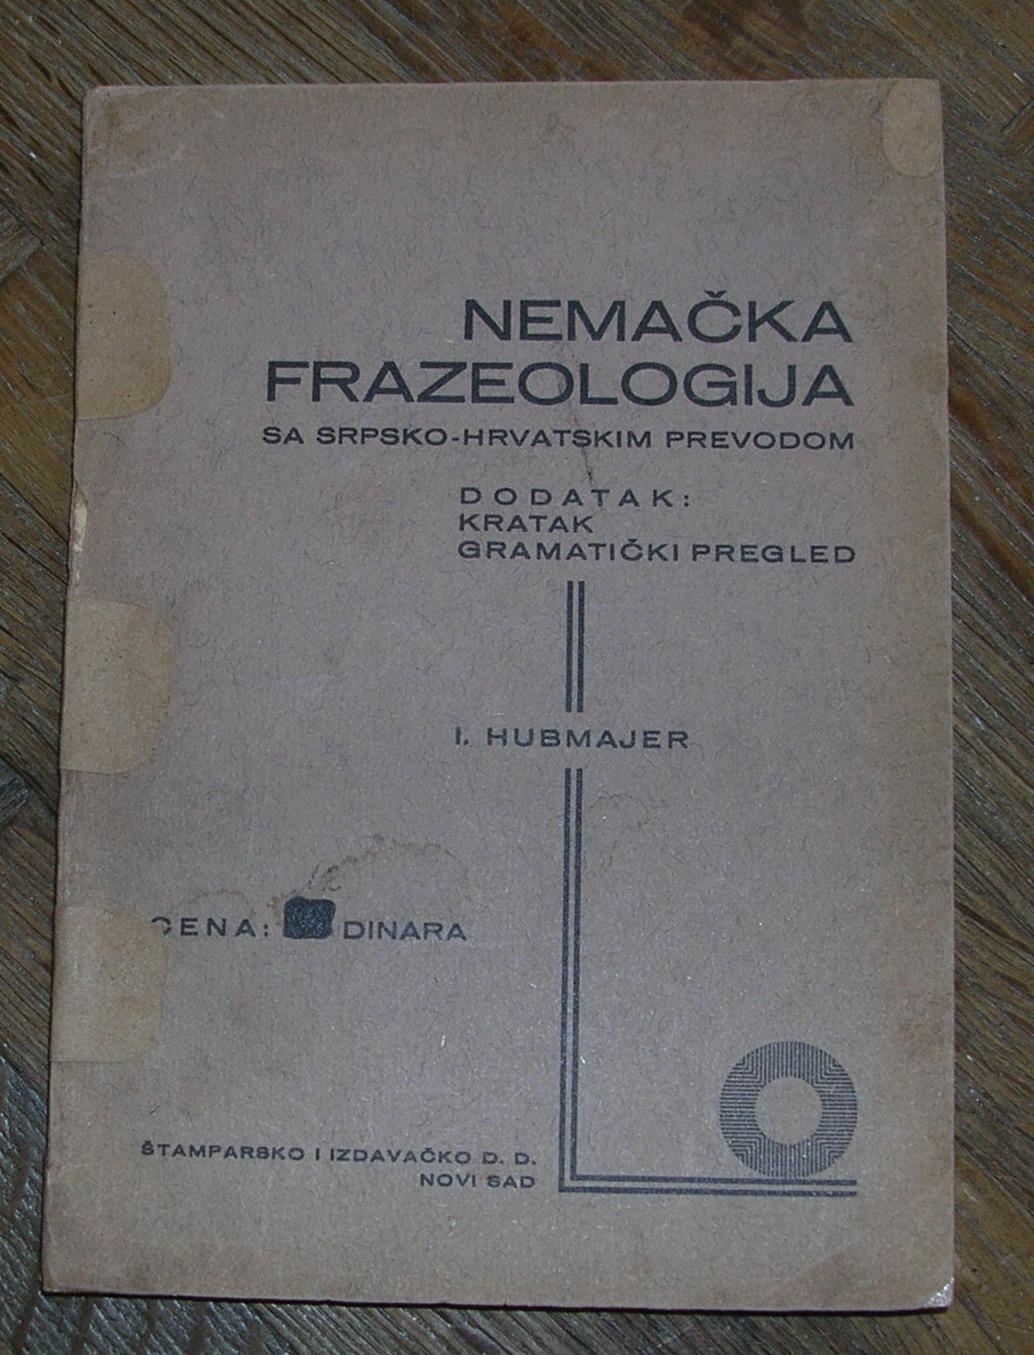 NEMAČKA
FRAZEOLOGIJA
SA SRPSKO-HRVATSKIM PREVODOM
DODATAK:
KRATAK
GRAMATIČKI PREGLED
I. HUBMAJER
CENA: DINARA
ŠTAMPARSKO I IZDAVAČKO D. D.
NOVI SAD